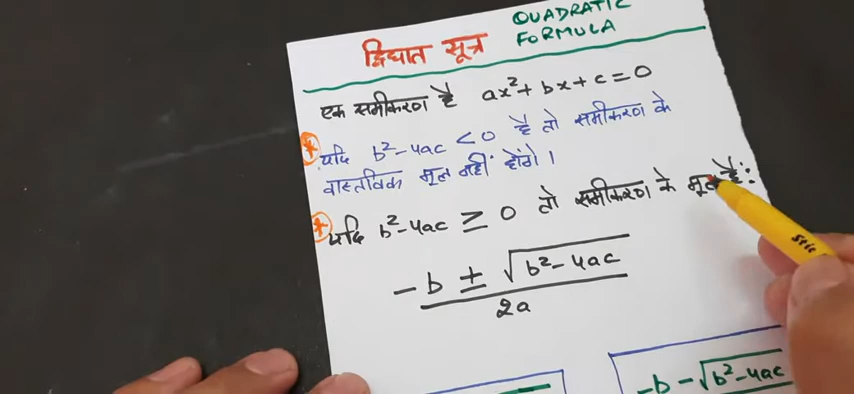 द्विघात सूत्र QUADRATIC FORMULA
एक समीकरण है ax²+bx+c=0
* यदि b²-4ac <0 है तो समीकरण के
वास्तविक मूल नहीं होंगे।
* यदि b²-4ac ≥ 0 तो समीकरण के मूल हैं:
-b ± √b²-4ac
2a
-b-√b²-4ac